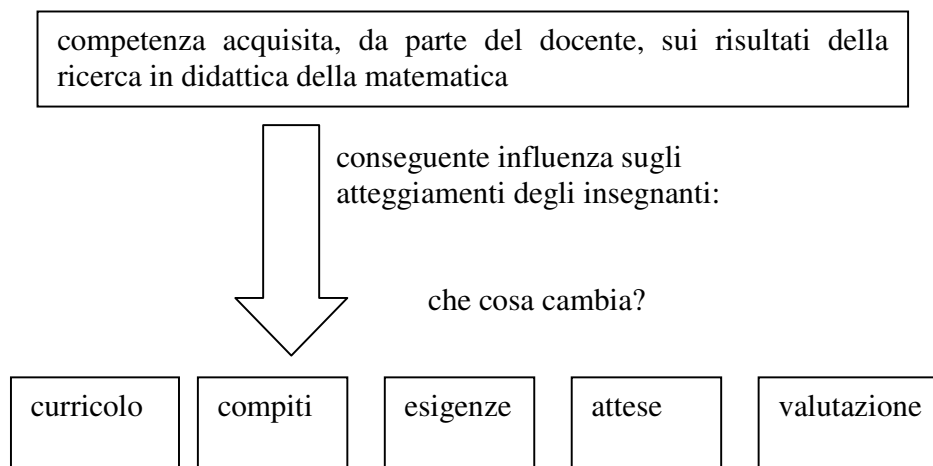 competenza acquisita, da parte del docente, sui risultati della
ricerca in didattica della matematica
conseguente influenza sugli
atteggiamenti degli insegnanti:
che cosa cambia?
curricolo
compiti
esigenze
attese
valutazione